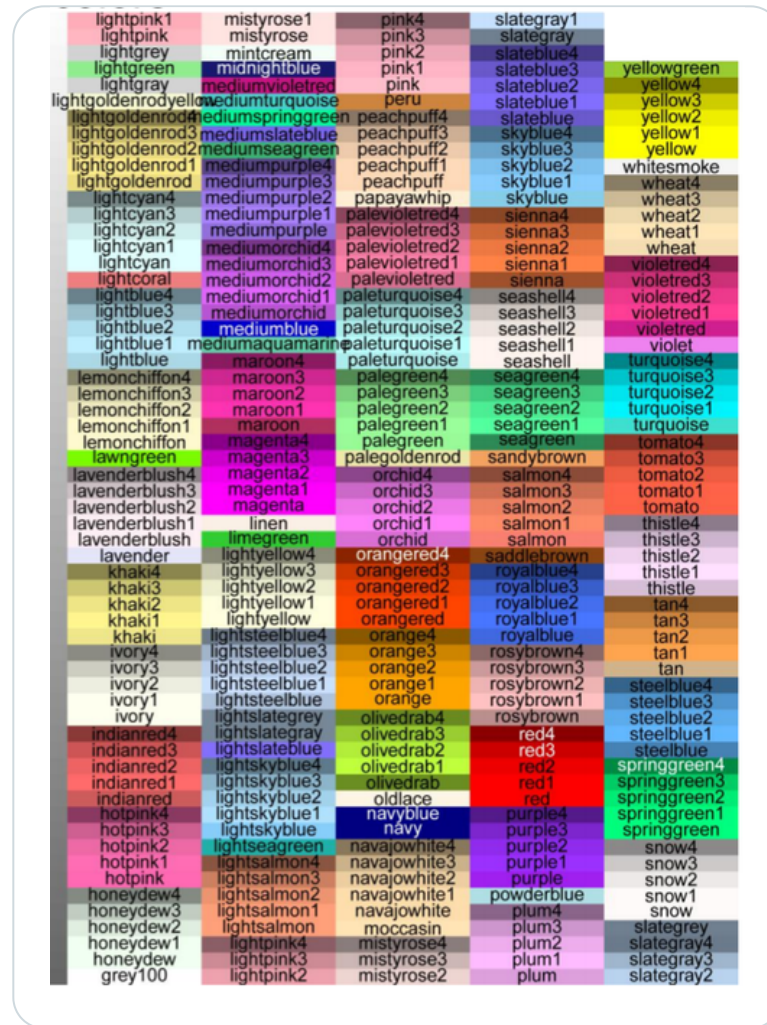 lightpink1
lightpink
lightgrey
lightgreen
lightgray
lightgoldenrodyellow
lightgoldenrod4
lightgoldenrod3
lightgoldenrod2
lightgoldenrod1
lightgoldenrod
lightcyan4
lightcyan3
lightcyan2
lightcyan1
lightcyan
lightcoral
lightblue4
lightblue3
lightblue2
lightblue1
lightblue
lemonchiffon4
lemonchiffon3
lemonchiffon2
lemonchiffon1
lemonchiffon
lawngreen
lavenderblush4
lavenderblush3
lavenderblush2
lavenderblush1
lavenderblush
lavender
khaki4
khaki3
khaki2
khaki1
khaki
ivory4
ivory3
ivory2
ivory1
ivory
indianred4
indianred3
indianred2
indianred1
indianred
hotpink4
hotpink3
hotpink2
hotpink1
hotpink
honeydew4
honeydew3
honeydew2
honeydew1
honeydew
grey100
mistyrose1
mistyrose
mintcream
midnightblue
mediumvioletred
mediumturquoise
mediumspringgreen
mediumslateblue
mediumseagreen
mediumpurple4
mediumpurple3
mediumpurple2
mediumpurple1
mediumpurple
mediumorchid4
mediumorchid3
mediumorchid2
mediumorchid1
mediumorchid
mediumblue
mediumaquamarine
maroon4
maroon3
maroon2
maroon1
maroon
magenta4
magenta3
magenta2
magenta1
magenta
linen
limegreen
lightyellow4
lightyellow3
lightyellow2
lightyellow1
lightyellow
lightsteelblue4
lightsteelblue3
lightsteelblue2
lightsteelblue1
lightsteelblue
lightslategrey
lightslategray
lightslateblue
lightskyblue4
lightskyblue3
lightskyblue2
lightskyblue1
lightskyblue
lightseagreen
lightsalmon4
lightsalmon3
lightsalmon2
lightsalmon1
lightsalmon
lightpink4
lightpink3
lightpink2
pink4
pink3
pink2
pink1
pink
peru
peachpuff4
peachpuff3
peachpuff2
peachpuff1
peachpuff
papayawhip
palevioletred4
palevioletred3
palevioletred2
palevioletred1
palevioletred
paleturquoise4
paleturquoise3
paleturquoise2
paleturquoise1
paleturquoise
palegreen4
palegreen3
palegreen2
palegreen1
palegreen
palegoldenrod
orchid4
orchid3
orchid2
orchid1
orchid
orangered4
orangered3
orangered2
orangered1
orangered
orange4
orange3
orange2
orange1
orange
olivedrab4
olivedrab3
olivedrab2
olivedrab1
olivedrab
oldlace
navyblue
navy
navajowhite4
navajowhite3
navajowhite2
navajowhite1
navajowhite
moccasin
mistyrose4
mistyrose3
mistyrose2
slategray1
slategray
slateblue4
slateblue3
slateblue2
slateblue1
slateblue
skyblue4
skyblue3
skyblue2
skyblue1
skyblue
sienna4
sienna3
sienna2
sienna1
sienna
seashell4
seashell3
seashell2
seashell1
seashell
seagreen4
seagreen3
seagreen2
seagreen1
seagreen
sandybrown
salmon4
salmon3
salmon2
salmon1
salmon
saddlebrown
royalblue4
royalblue3
royalblue2
royalblue1
royalblue
rosybrown4
rosybrown3
rosybrown2
rosybrown1
rosybrown
red4
red3
red2
red1
red
purple4
purple3
purple2
purple1
purple
powderblue
plum4
plum3
plum2
plum1
plum
yellowgreen
yellow4
yellow3
yellow2
yellow1
yellow
whitesmoke
wheat4
wheat3
wheat2
wheat1
wheat
violetred4
violetred3
violetred2
violetred1
violetred
violet
turquoise4
turquoise3
turquoise2
turquoise1
turquoise
tomato4
tomato3
tomato2
tomato1
tomato
thistle4
thistle3
thistle2
thistle1
thistle
tan4
tan3
tan2
tan1
tan
steelblue4
steelblue3
steelblue2
steelblue1
steelblue
springgreen4
springgreen3
springgreen2
springgreen1
springgreen
snow4
snow3
snow2
snow1
snow
slategrey
slategray4
slategray3
slategray2